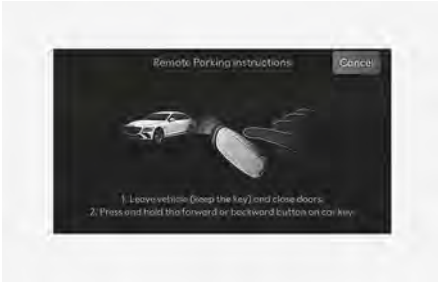 Remote Parking instructions
Cancel
1. Leave vehicle (keep the key) and close doors.
2. Press and hold the forward or backward button on car key.